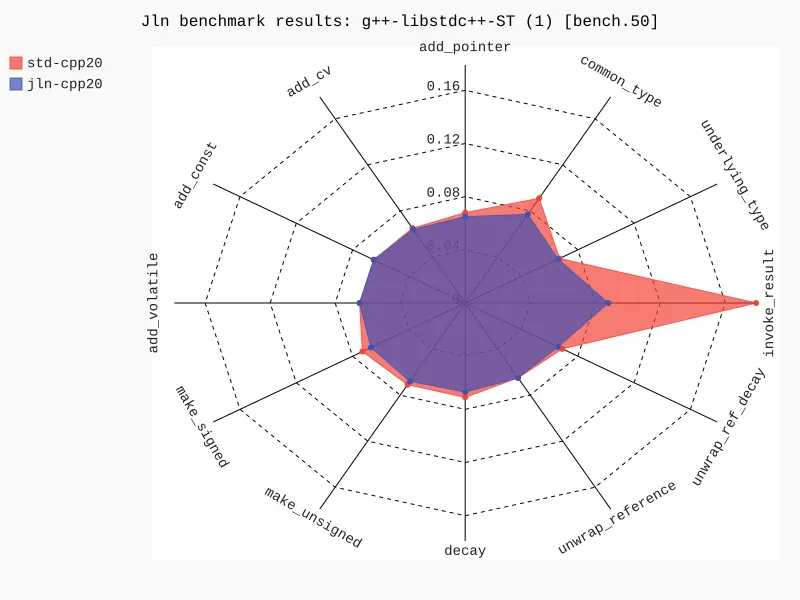 Jln benchmark results: g++-libstdc++-ST (1) [bench.50]
std-cpp20
jln-cpp20
add_pointer
common_type
underlying_type
invoke_result
unwrap_ref_decay
unwrap_reference
decay
make_unsigned
make_signed
add_volatile
add_const
add_cv
0.16
0.12
0.08
0.04
0